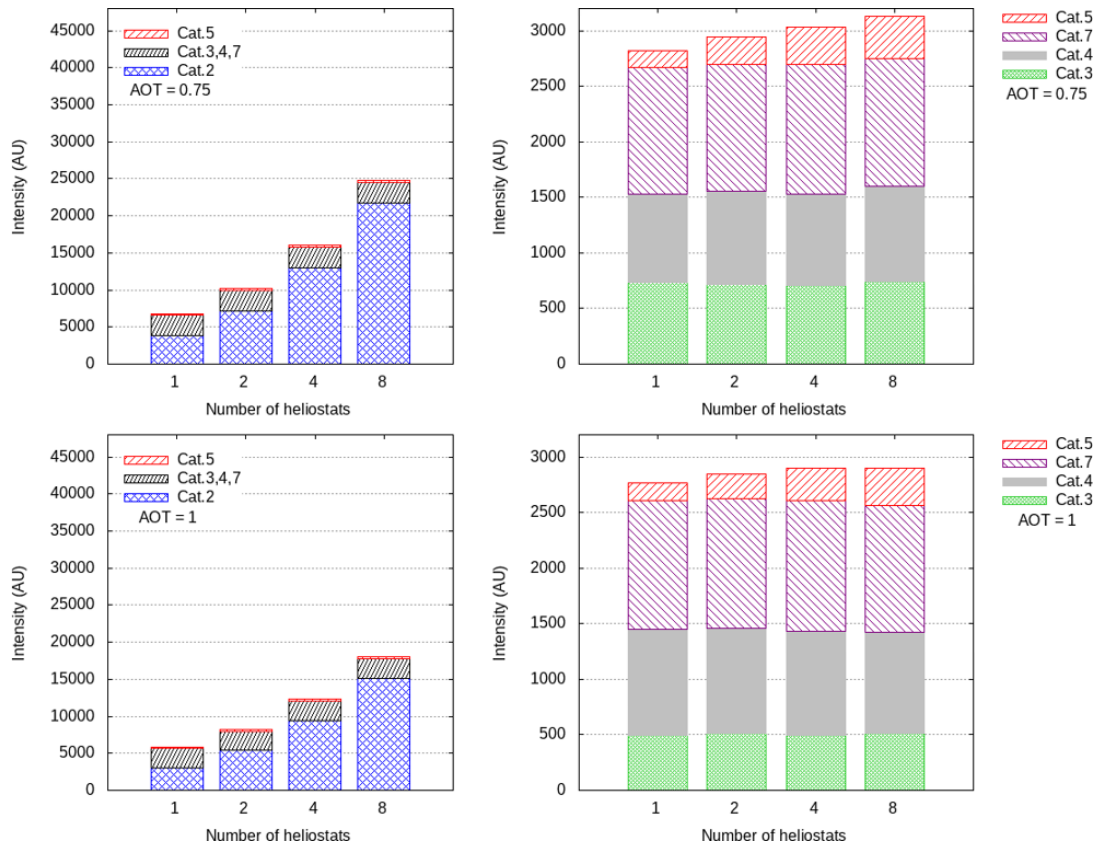 45000
40000
35000
30000
25000
20000
15000
10000
5000
0
Intensity (AU)
Cat.5
Cat.3,4,7
Cat.2
AOT = 0.75
1 2 4 8
Number of heliostats
3000
2500
2000
1500
1000
500
0
Intensity (AU)
1 2 4 8
Number of heliostats
Cat.5
Cat.7
Cat.4
Cat.3
AOT = 0.75
45000
40000
35000
30000
25000
20000
15000
10000
5000
0
Intensity (AU)
Cat.5
Cat.3,4,7
Cat.2
AOT = 1
1 2 4 8
Number of heliostats
3000
2500
2000
1500
1000
500
0
Intensity (AU)
1 2 4 8
Number of heliostats
Cat.5
Cat.7
Cat.4
Cat.3
AOT = 1